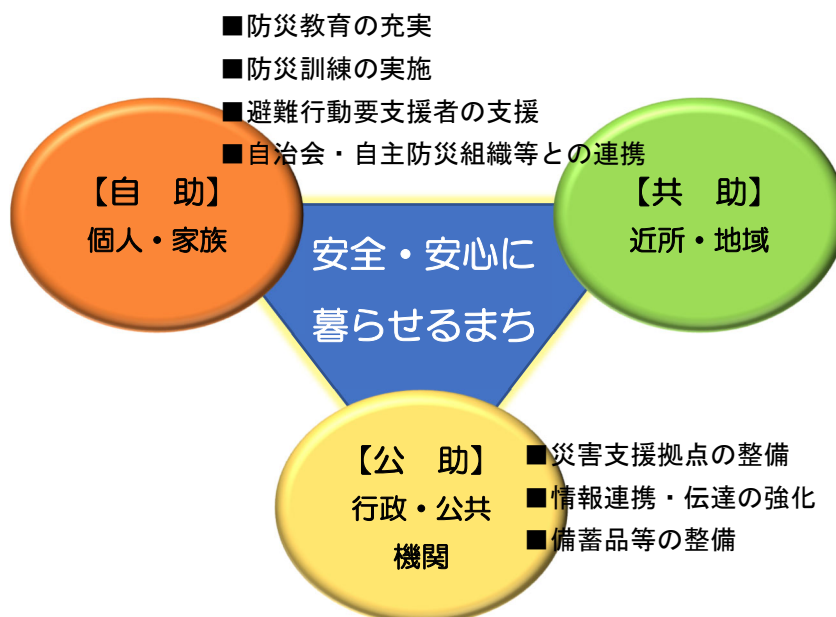 ■防災教育の充実
■防災訓練の実施
■避難行動要支援者の支援
■自治会・自主防災組織等との連携
【自　助】
個人・家族
【共　助】
近所・地域
安全・安心に
暮らせるまち
【公　助】
行政・公共
機関
■災害支援拠点の整備
■情報連携・伝達の強化
■備蓄品等の整備